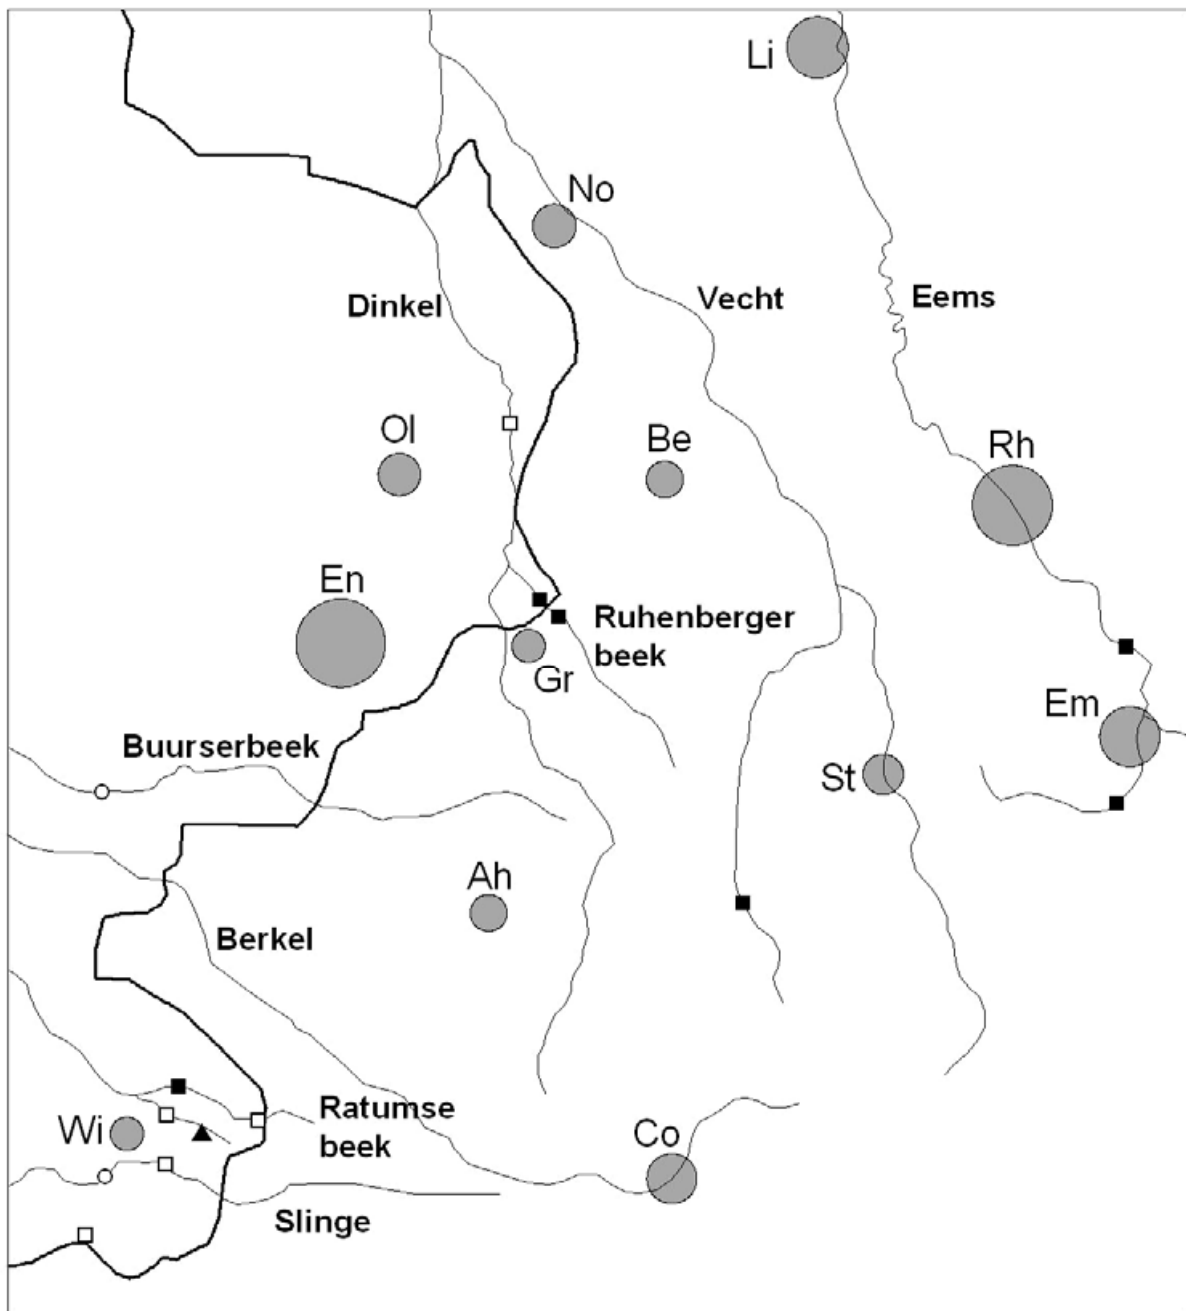 Li
No
Dinkel
Vecht
Eems
Ol
Be
Rh
En
Ruhenberger
beek
Gr
Em
Buurserbeek
St
Ah
Berkel
Ratumse
beek
Wi
Co
Slinge